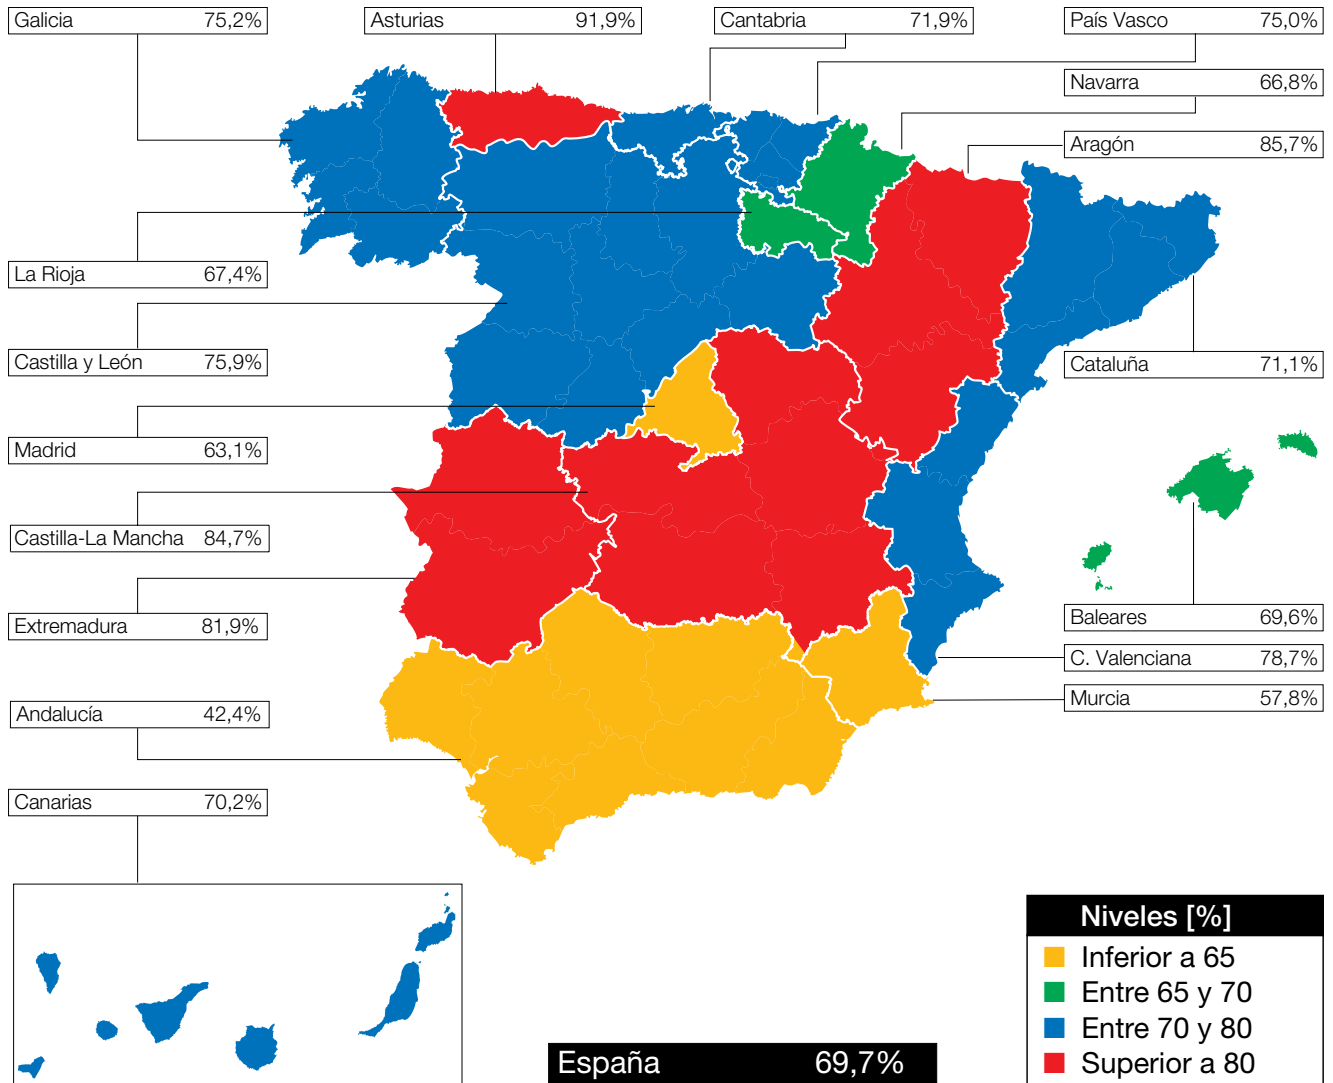 Galicia 75,2%
Asturias 91,9%
Cantabria 71,9%
País Vasco 75,0%
Navarra 66,8%
Aragón 85,7%
La Rioja 67,4%
Castilla y León 75,9%
Cataluña 71,1%
Madrid 63,1%
Castilla-La Mancha 84,7%
Extremadura 81,9%
Baleares 69,6%
C. Valenciana 78,7%
Murcia 57,8%
Andalucía 42,4%
Canarias 70,2%
Niveles [%]
Inferior a 65
Entre 65 y 70
Entre 70 y 80
Superior a 80
España 69,7%